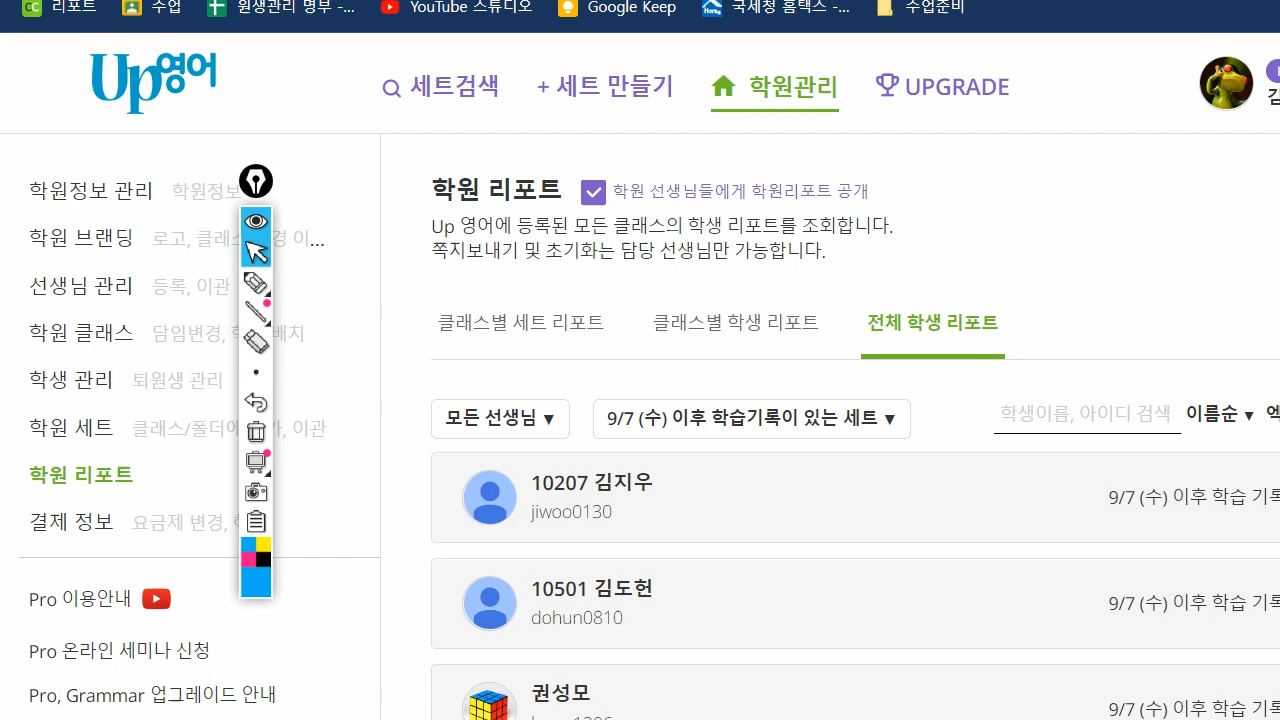 리포트 수업 원생관리 명부 -... YouTube 스튜디오 Google Keep 국세청 홈택스 -... 수업준비
Up영어
세트검색 + 세트 만들기 학원관리 UPGRADE
학원정보 관리 학원정보
학원 브랜딩 로고, 클래스 경 이...
선생님 관리 등록, 이관
학원 클래스 담임변경, 배치
학생 관리 퇴원생 관리
학원 세트 클래스/폴더에 가, 이관
학원 리포트
결제 정보 요금제 변경,
Pro 이용안내
Pro 온라인 세미나 신청
Pro, Grammar 업그레이드 안내
학원 리포트 학원 선생님들에게 학원리포트 공개
Up 영어에 등록된 모든 클래스의 학생 리포트를 조회합니다.
쪽지보내기 및 초기화는 담당 선생님만 가능합니다.
클래스별 세트 리포트 클래스별 학생 리포트 전체 학생 리포트
모든 선생님 ▼ 9/7 (수) 이후 학습기록이 있는 세트 ▼ 학생이름, 아이디 검색 이름순 ▼ 엑
10207 김지우
jiwoo0130
9/7 (수) 이후 학습 기록
10501 김도헌
dohun0810
9/7 (수) 이후 학습 기록
권성모
9/7 (수) 이후 학습 기록